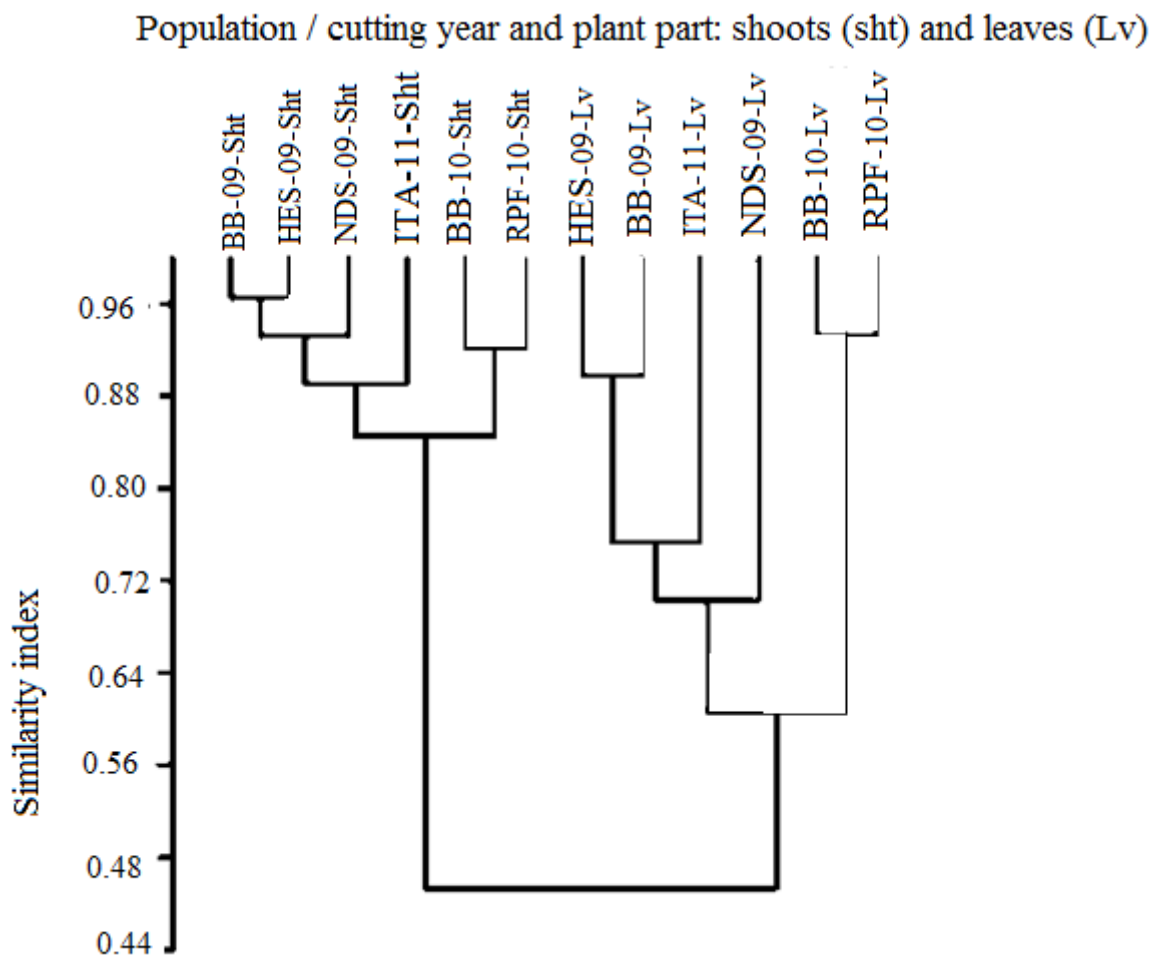 Population / cutting year and plant part: shoots (sht) and leaves (Lv)
BB-09-Sht
HES-09-Sht
NDS-09-Sht
ITA-11-Sht
BB-10-Sht
RPF-10-Sht
HES-09-Lv
BB-09-Lv
ITA-11-Lv
NDS-09-Lv
BB-10-Lv
RPF-10-Lv
0.96
0.88
0.80
0.72
0.64
0.56
0.48
0.44
Similarity index